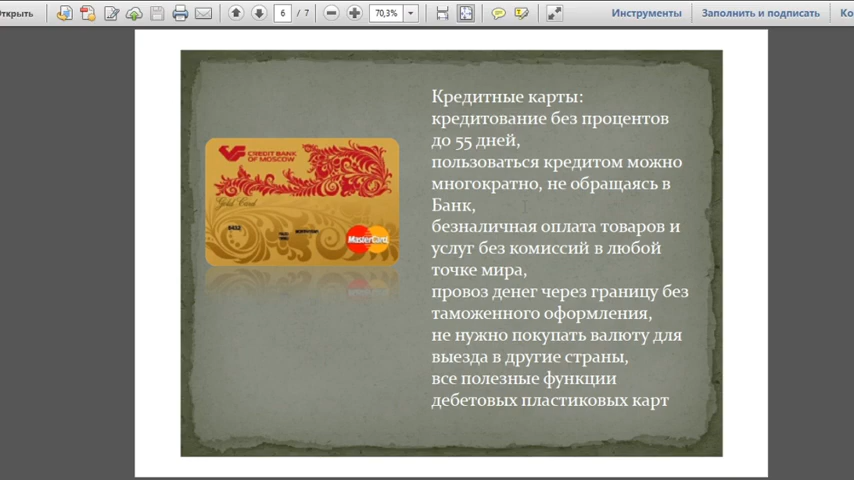 Открыть
6 / 7
70,3%
Инструменты
Заполнить и подписать
Ко
Кредитные карты:
кредитование без процентов
до 55 дней,
пользоваться кредитом можно
многократно, не обращаясь в
Банк,
безналичная оплата товаров и
услуг без комиссий в любой
точке мира,
провоз денег через границу без
таможенного оформления,
не нужно покупать валюту для
выезда в другие страны,
все полезные функции
дебетовых пластиковых карт
CREDIT BANK
OF MOSCOW
Gold Card
MasterCard